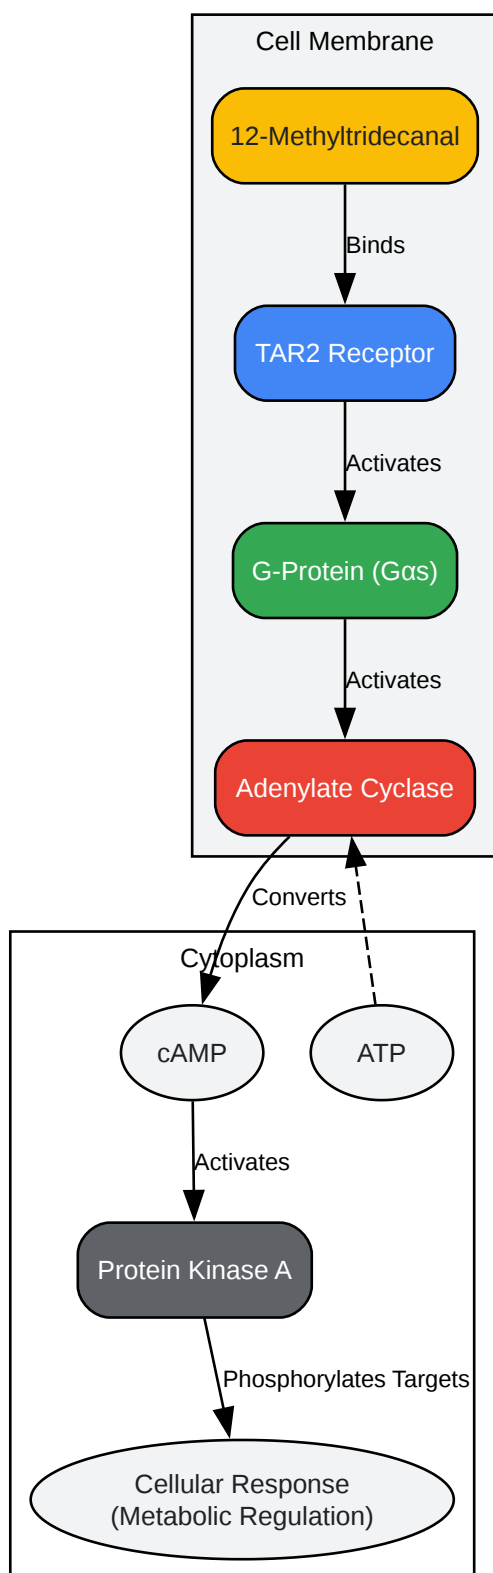 Cell Membrane
12-Methyltridecanal
Binds
TAR2 Receptor
Activates
G-Protein (Gαs)
Activates
Adenylate Cyclase
Converts
Cytoplasm
cAMP
ATP
Activates
Protein Kinase A
Phosphorylates Targets
Cellular Response
(Metabolic Regulation)